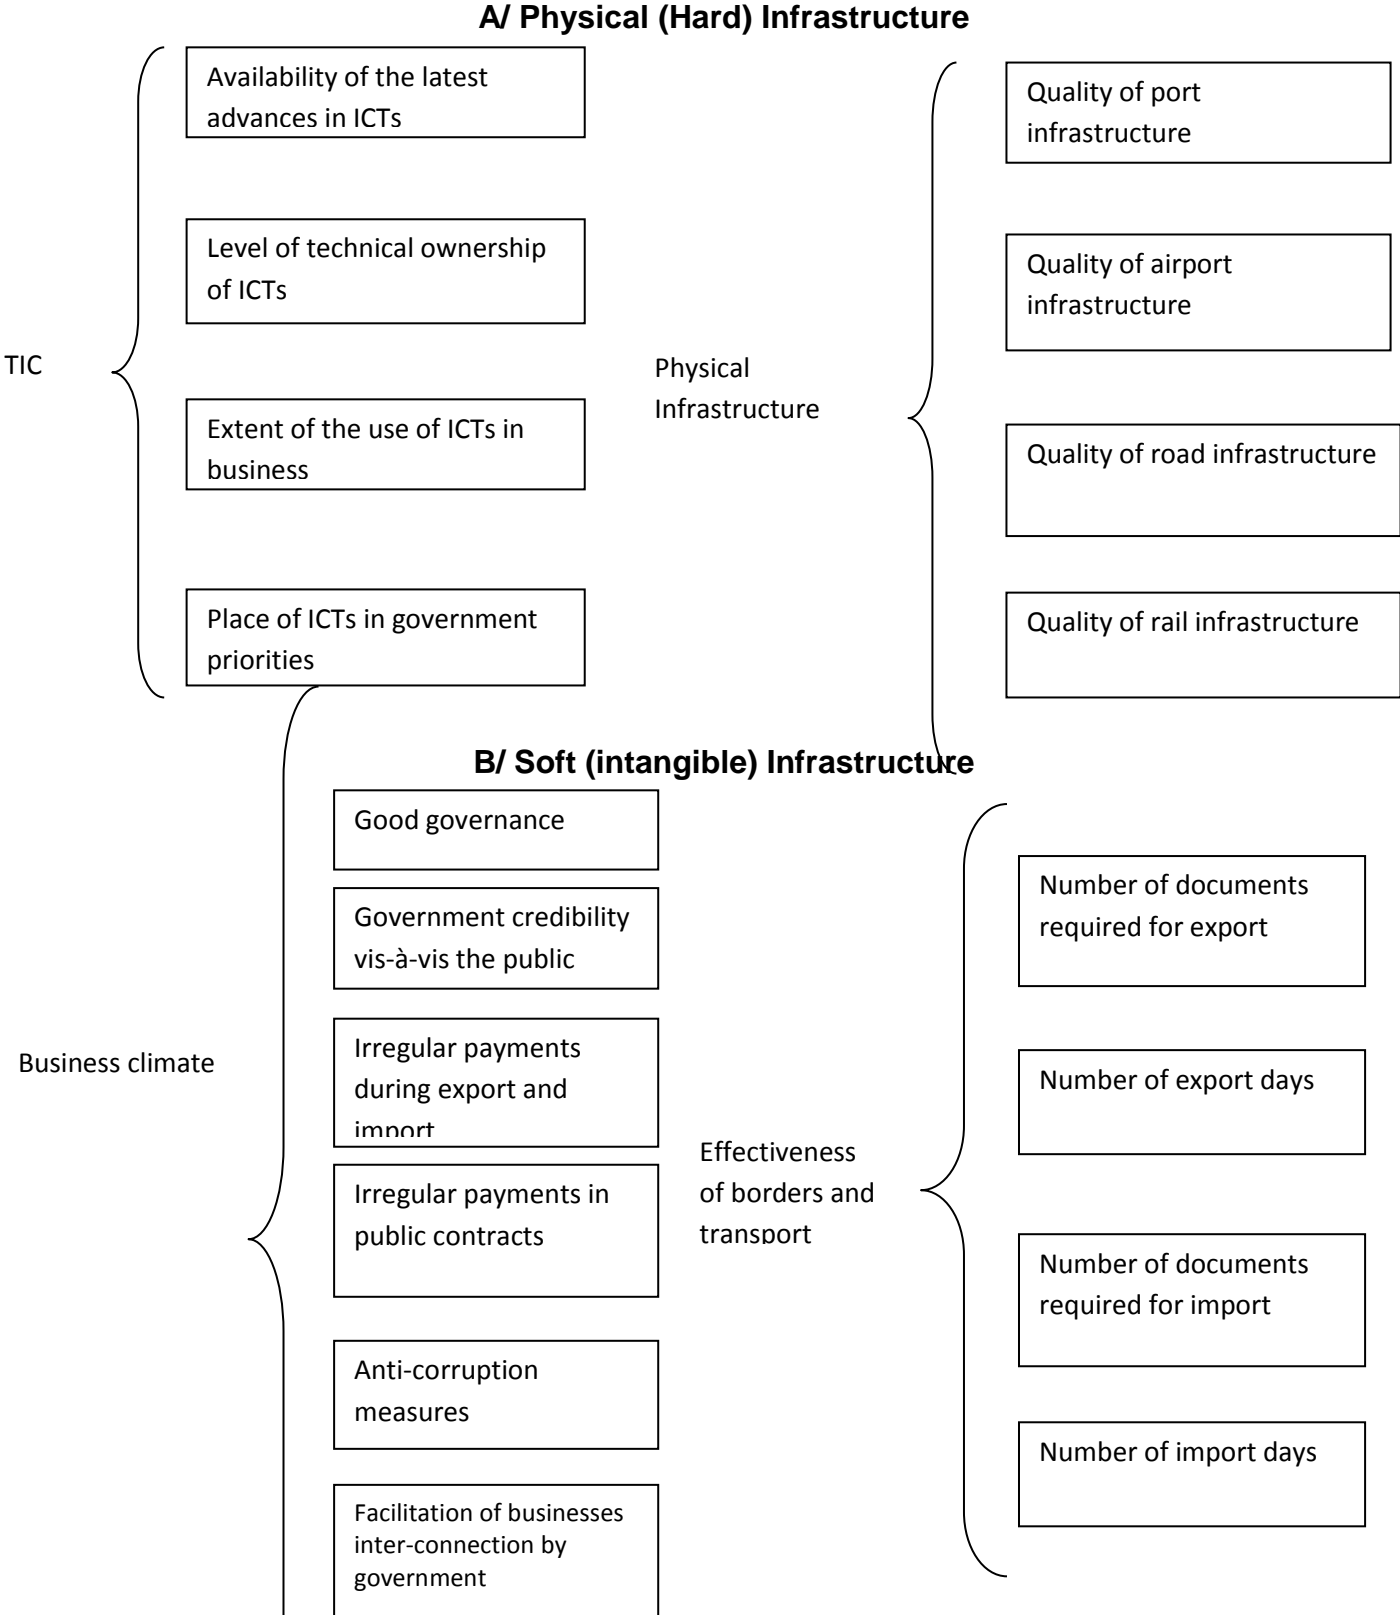 A/ Physical (Hard) Infrastructure
TIC
Availability of the latest
advances in ICTs
Level of technical ownership
of ICTs
Extent of the use of ICTs in
business
Place of ICTs in government
priorities
Physical
Infrastructure
Quality of port
infrastructure
Quality of airport
infrastructure
Quality of road infrastructure
Quality of rail infrastructure
B/ Soft (intangible) Infrastructure
Business climate
Good governance
Government credibility
vis-à-vis the public
Irregular payments
during export and
import
Irregular payments in
public contracts
Anti-corruption
measures
Facilitation of businesses
inter-connection by
government
Effectiveness
of borders and
transport
Number of documents
required for export
Number of export days
Number of documents
required for import
Number of import days